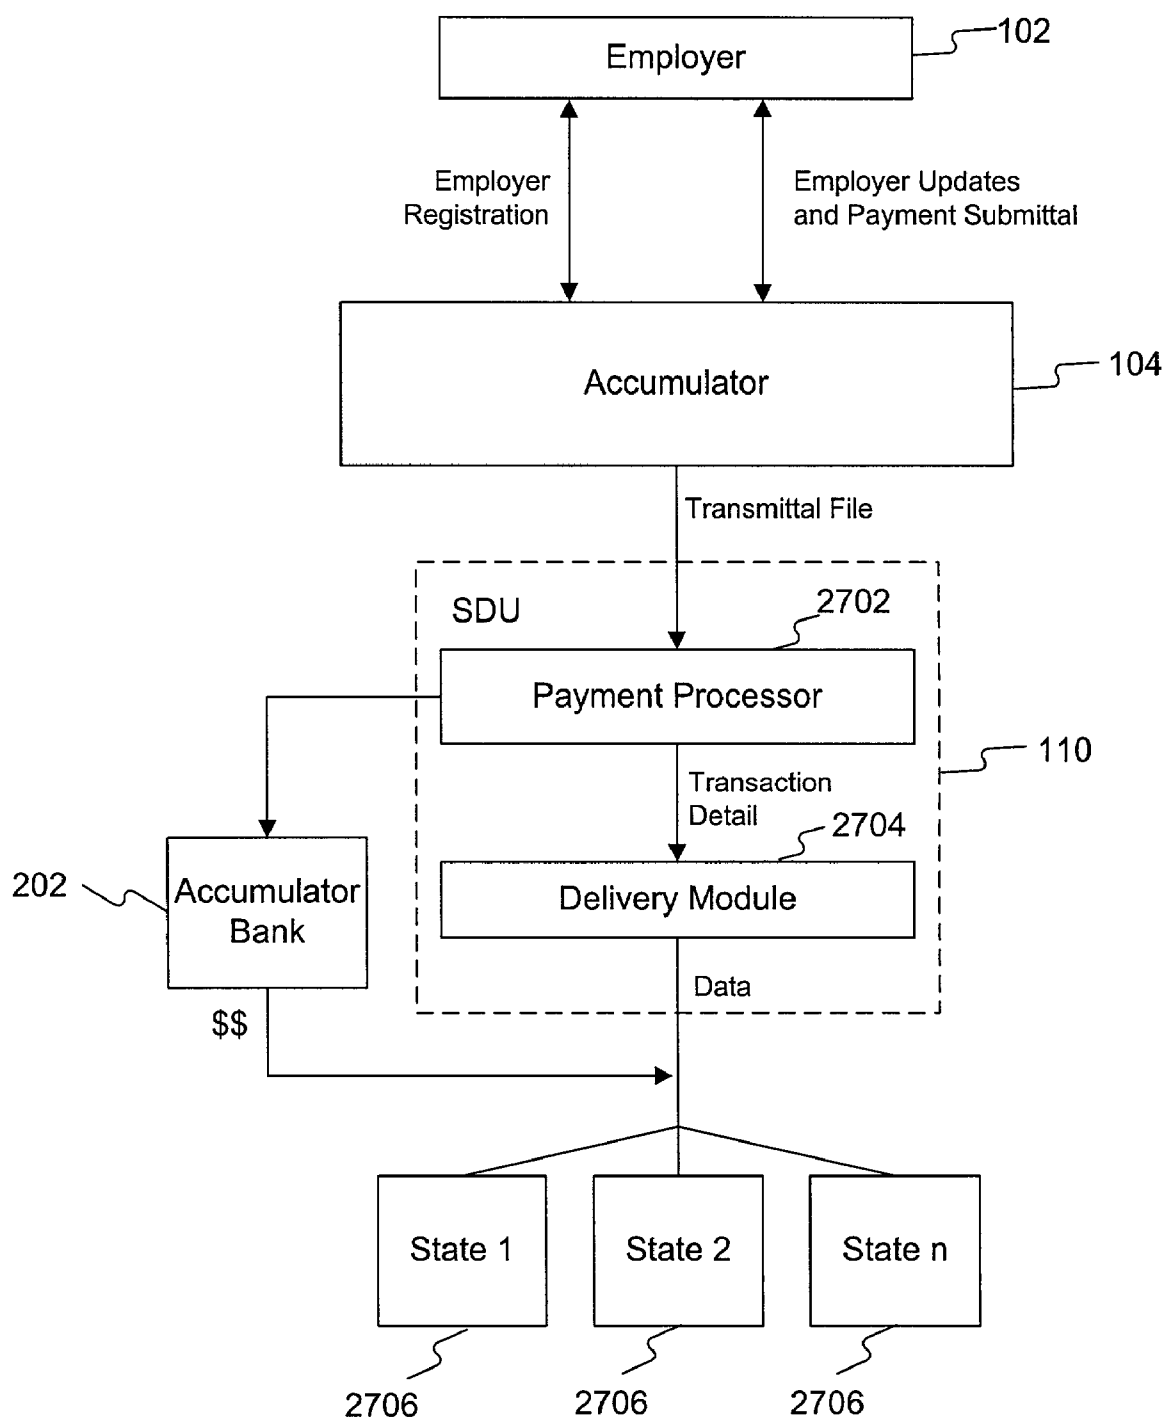 Employer
102
Employer
Registration
Employer Updates
and Payment Submittal
Accumulator
104
Transmittal File
SDU
2702
Payment Processor
110
Transaction
Detail
2704
202
Accumulator
Bank
Delivery Module
Data
$$
State 1
State 2
State n
2706
2706
2706